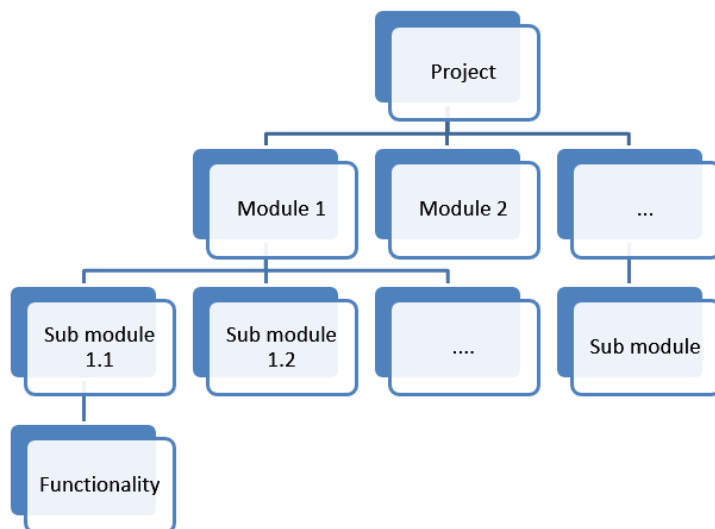 Project
Module 1
Module 2
...
Sub module
1.1
Sub module
1.2
....
Sub module
Functionality